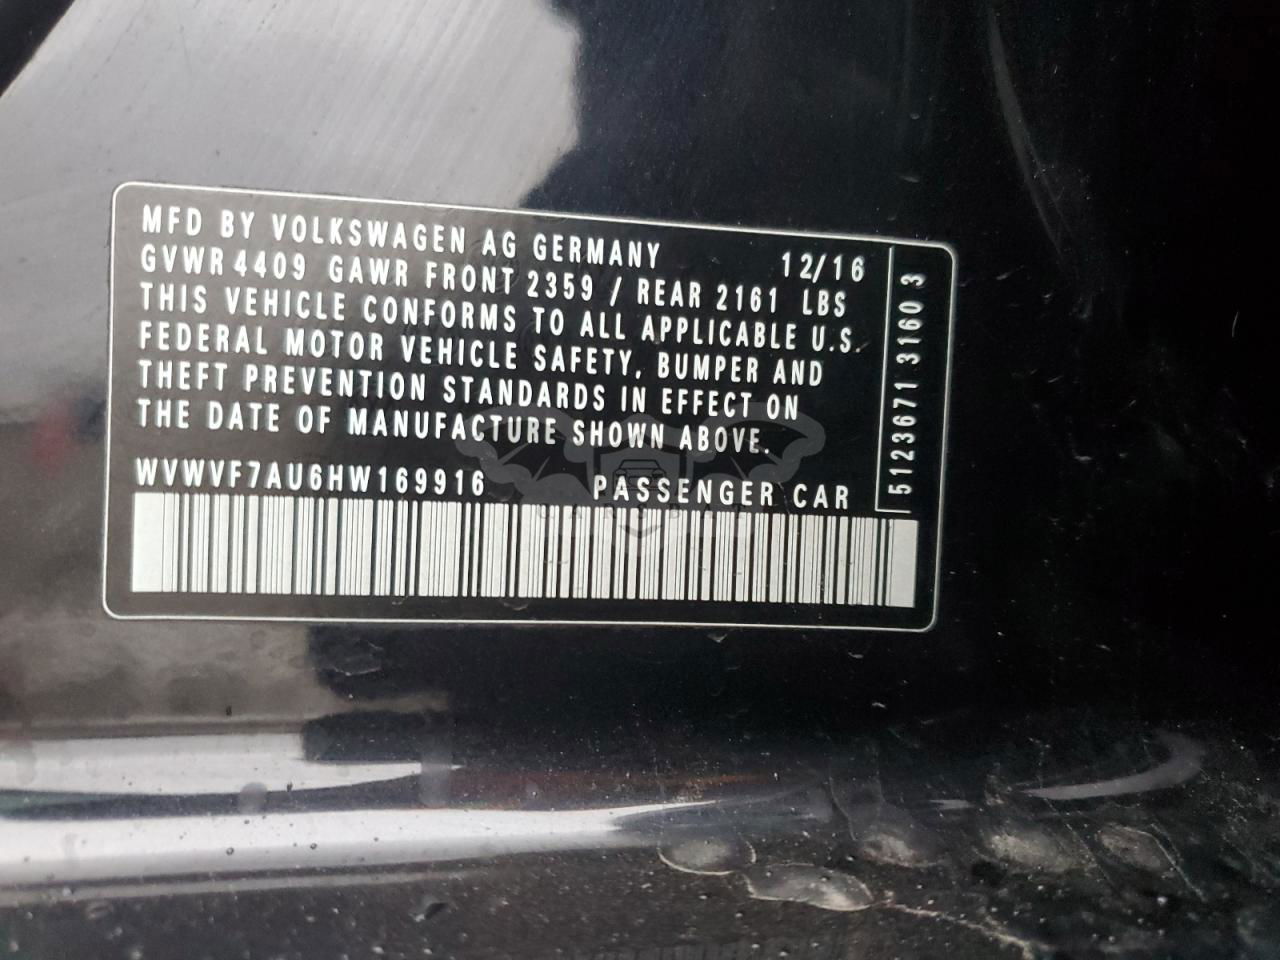 MFD BY VOLKSWAGEN AG GERMANY 12/16
GVWR 4409 GAWR FRONT 2359 / REAR 2161 LBS
THIS VEHICLE CONFORMS TO ALL APPLICABLE U.S.
FEDERAL MOTOR VEHICLE SAFETY, BUMPER AND
THEFT PREVENTION STANDARDS IN EFFECT ON
THE DATE OF MANUFACTURE SHOWN ABOVE.
WVWVF7AU6HW169916 PASSENGER CAR
5123671 3160 3